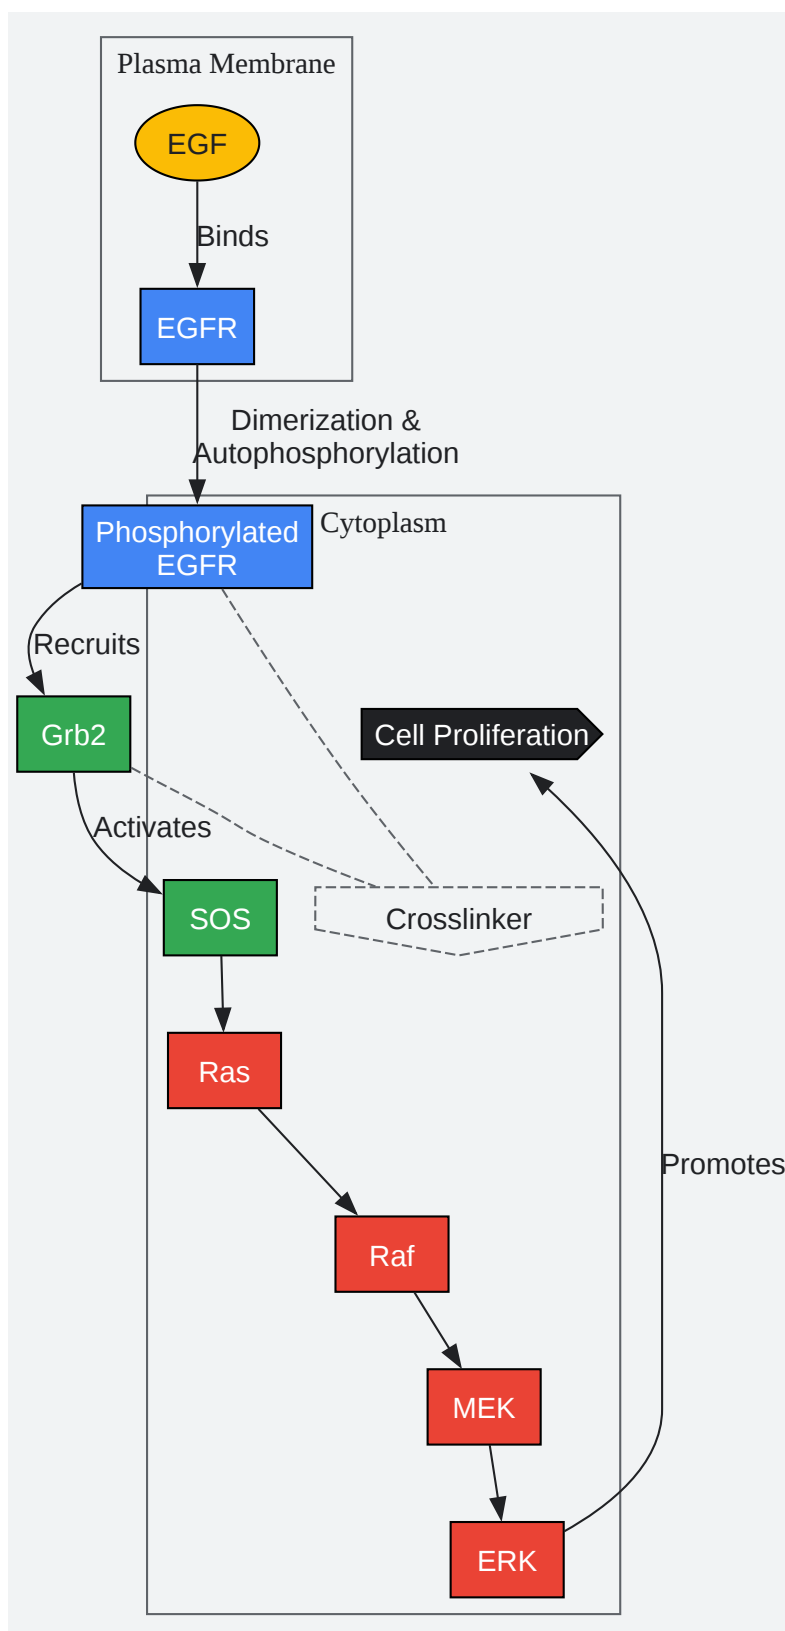 Plasma Membrane
EGF
Binds
EGFR
Dimerization &
Autophosphorylation
Phosphorylated
EGFR
Cytoplasm
Recruits
Grb2
Cell Proliferation
Activates
SOS
Crosslinker
Ras
Promotes
Raf
MEK
ERK